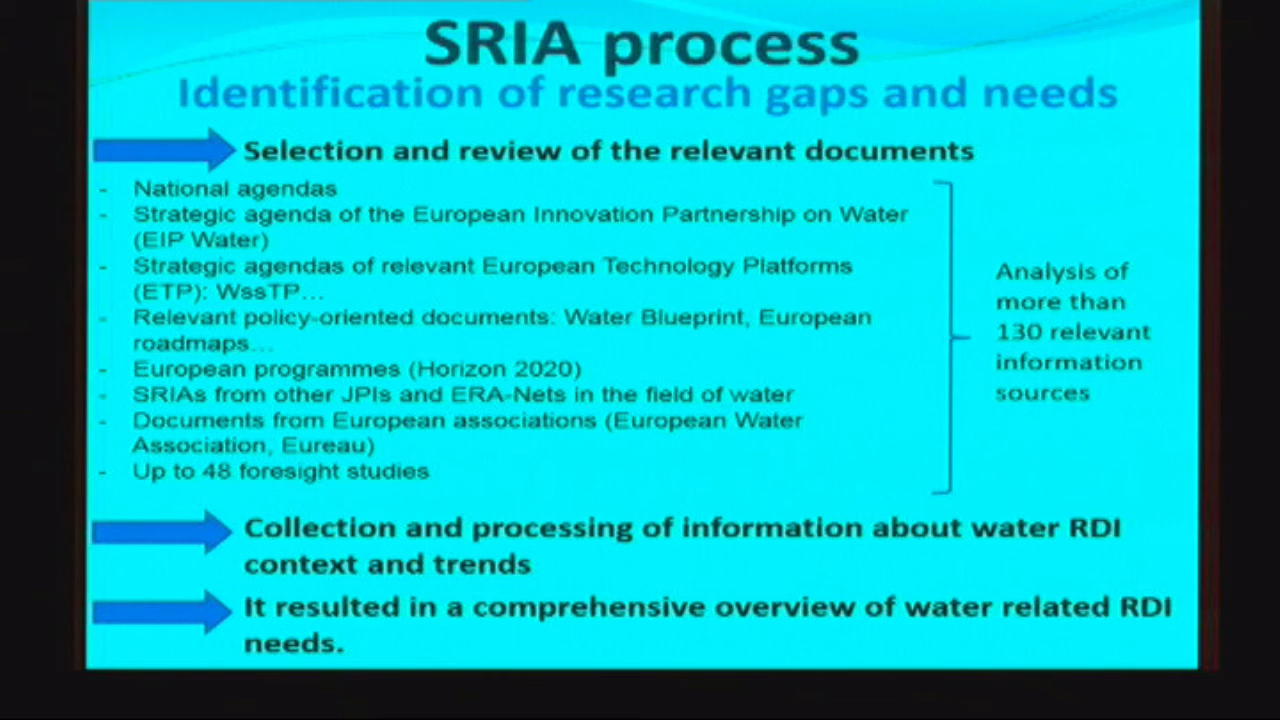 SRIA process
Identification of research gaps and needs
Selection and review of the relevant documents
- National agendas
- Strategic agenda of the European Innovation Partnership on Water
(EIP Water)
- Strategic agendas of relevant European Technology Platforms
(ETP): WssTP...
- Relevant policy-oriented documents: Water Blueprint, European
roadmaps...
- European programmes (Horizon 2020)
- SRIAs from other JPIs and ERA-Nets in the field of water
- Documents from European associations (European Water
Association, Eureau)
- Up to 48 foresight studies
Analysis of
more than
130 relevant
information
sources
Collection and processing of information about water RDI
context and trends
It resulted in a comprehensive overview of water related RDI
needs.